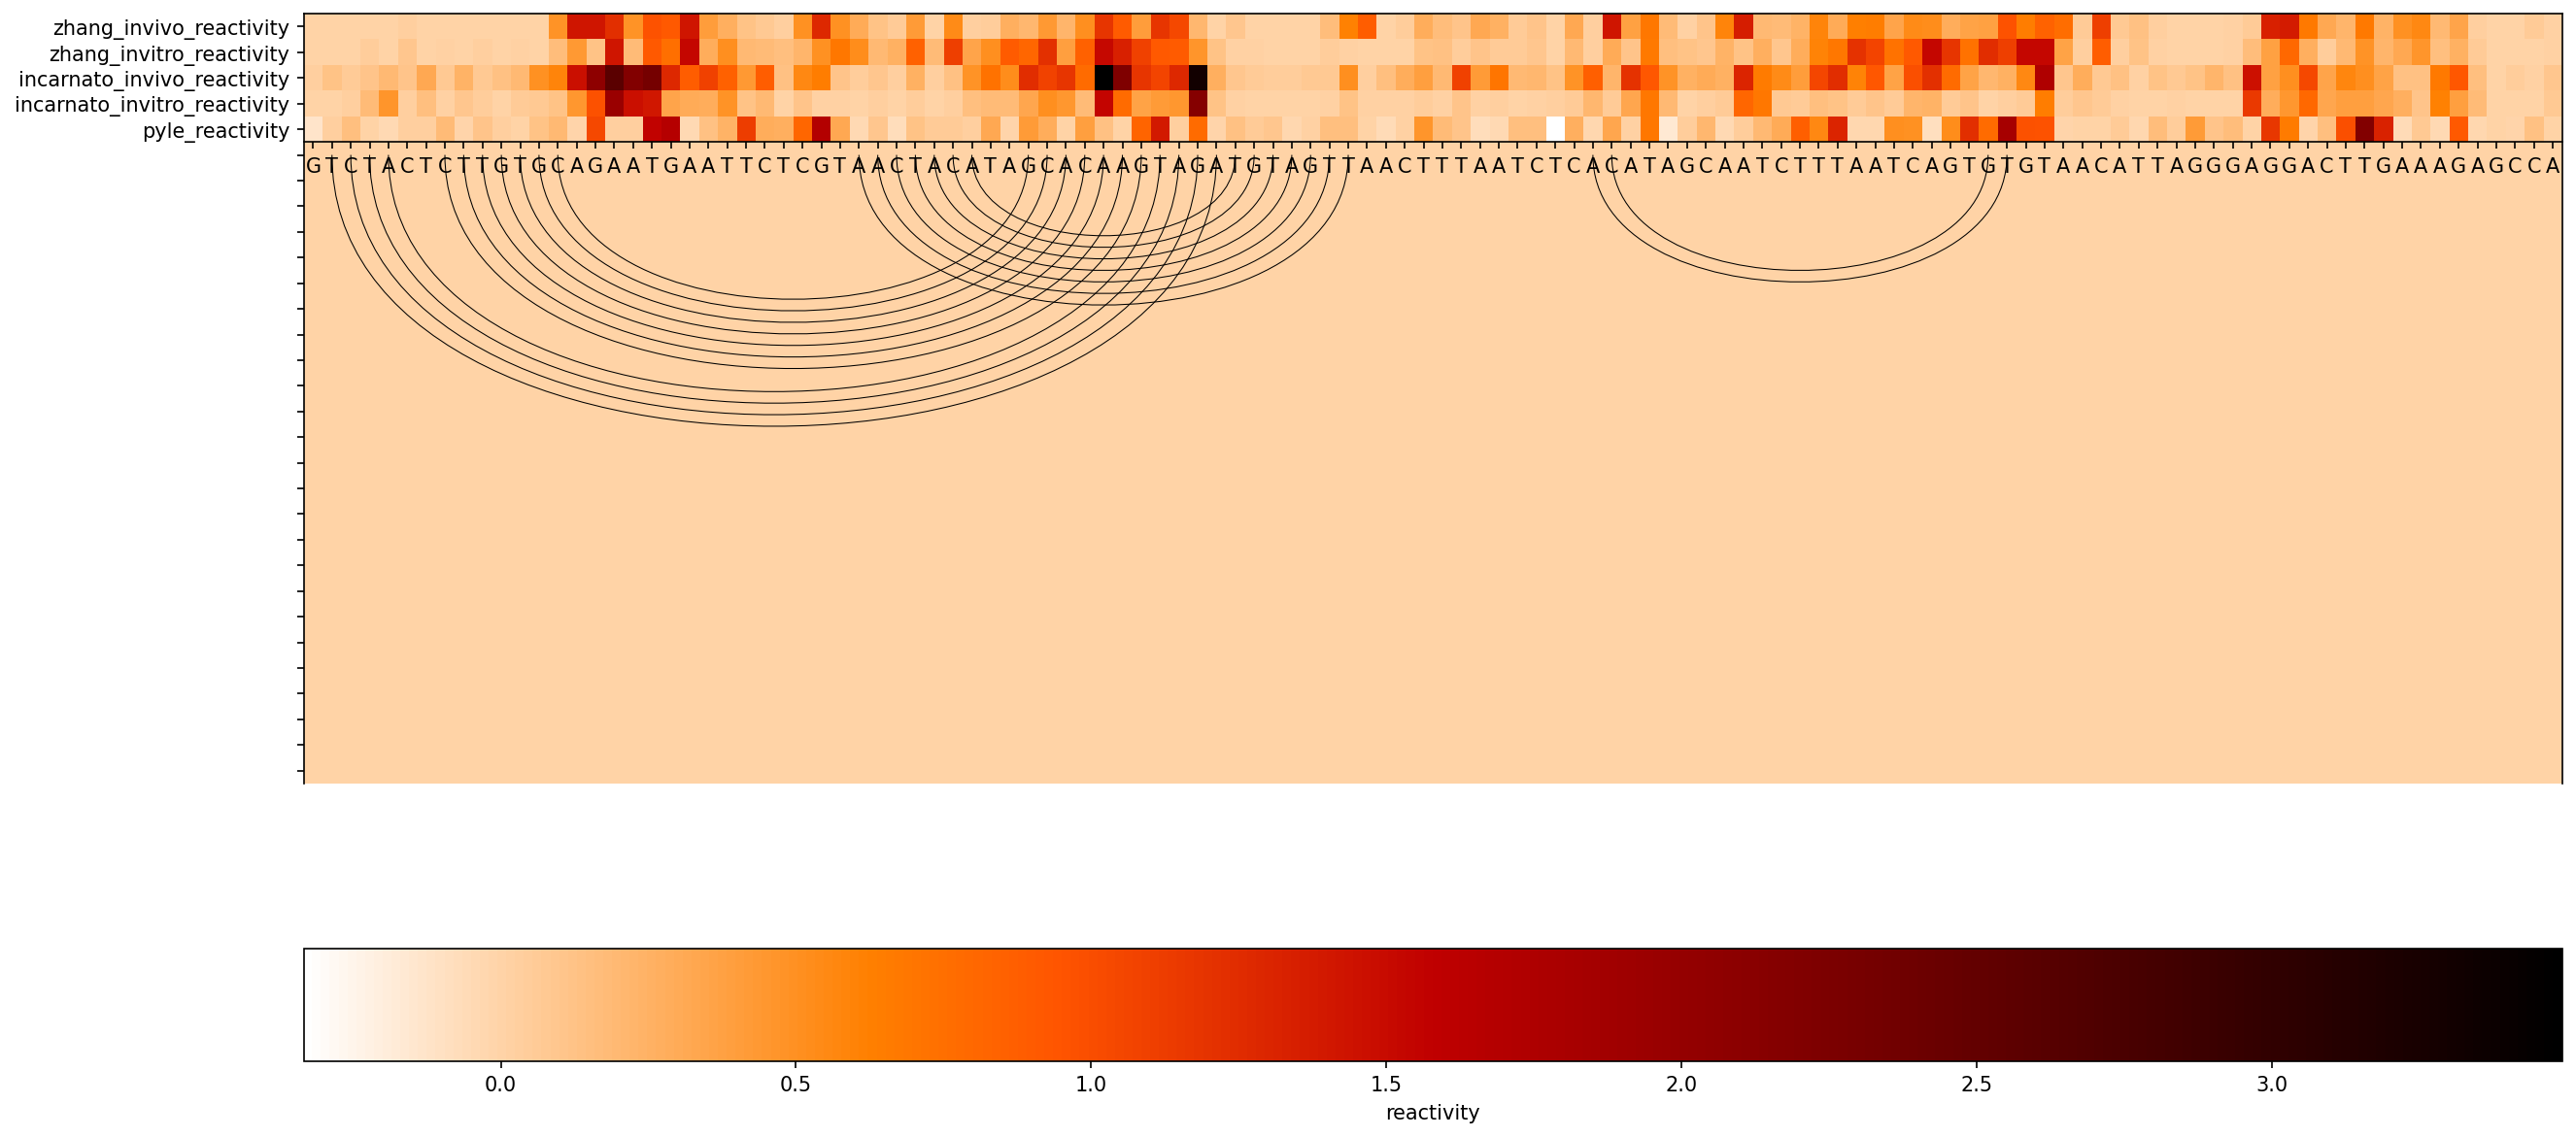 zhang_invivo_reactivity
zhang_invitro_reactivity
incarnato_invivo_reactivity
incarnato_invitro_reactivity
pyle_reactivity
GTCTACTCTTGTGCAGAATGAATTCTCGTAACTACATAGCACAAGTAGATGTAGTTAACTTTAATCTCACATAGCAATCTTTAATCAGTGTGTAACATTAGGGAGGACTTGAAAGAGCCA
0.0 0.5 1.0 1.5 2.0 2.5 3.0
reactivity